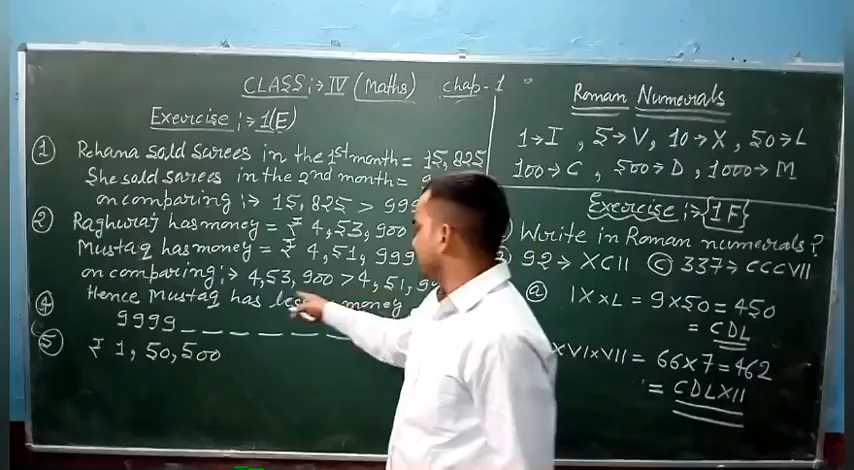 CLASS :→ IV (Maths) chap-1
Exercise :→ 1(E)
1 Rehana sold sarees in the 1st month = 15,825
She sold sarees in the 2nd month = 9
on comparing :→ 15,825 > 999
2 Raghuraj has money = ₹ 4,53,900
Mustaq has money = ₹ 4,51,999
on comparing :→ 4,53,900 > 4,51,9
Hence Mustaq has money
4 9999_ _ _ _ _ _ _
5 ₹ 1,50,500
Roman Numerals
1→I, 5→V, 10→X, 50→L
100→C, 500→D, 1000→M
Exercise :→ {1F}
Write in Roman numerals?
92→XCII c 337→CCCVII
a IX×L = 9×50 = 450
= CDL
XVI×VII = 66×7=462
= CDLXII